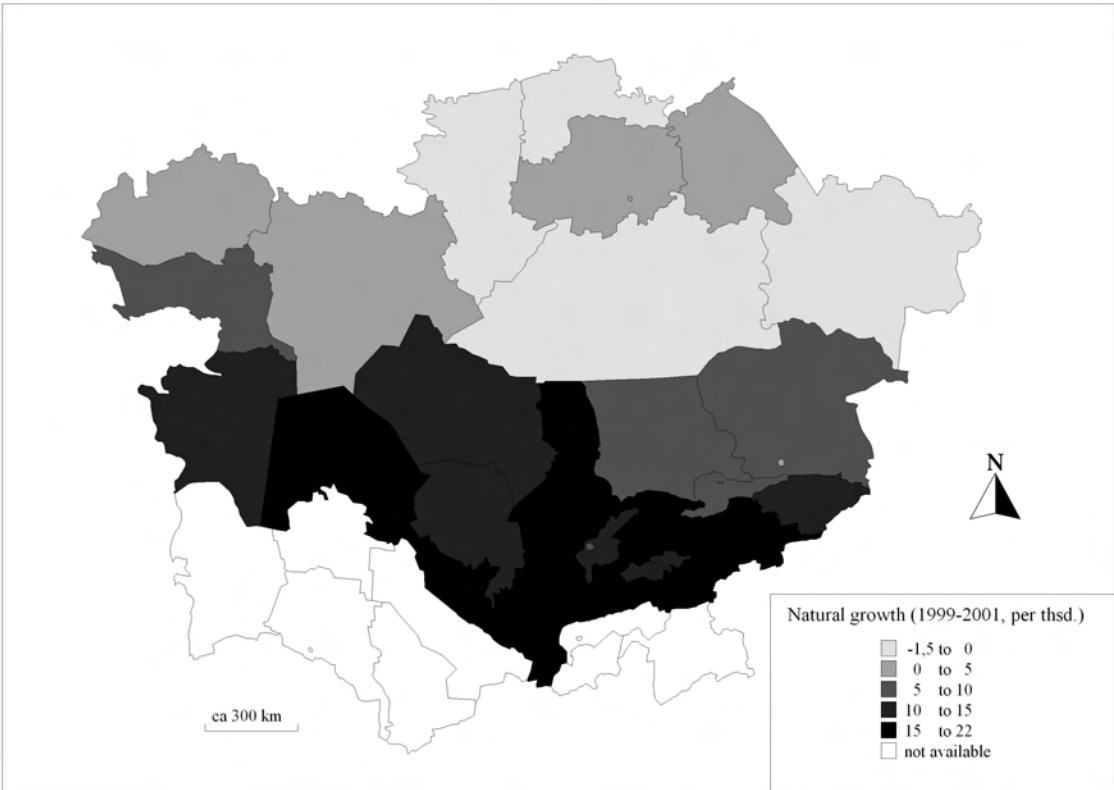 N
Natural growth (1999-2001, per thsd.)
-1,5 to 0
0 to 5
5 to 10
10 to 15
15 to 22
not available
ca 300 km